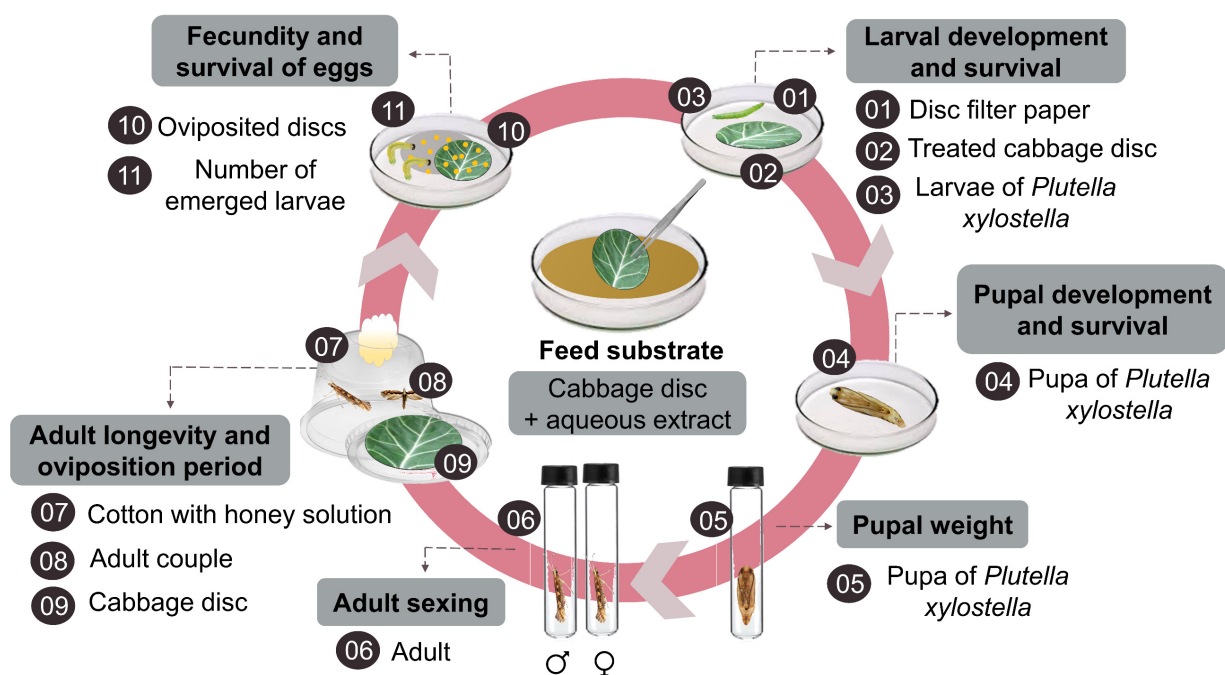 Fecundity and
survival of eggs
10 Oviposited discs
11 Number of
emerged larvae
11
10
Larval development
and survival
01 Disc filter paper
02 Treated cabbage disc
03 Larvae of Plutella
xylostella
03
01
02
Feed substrate
Cabbage disc
+ aqueous extract
Pupal development
and survival
04 Pupa of Plutella
xylostella
04
Pupal weight
05 Pupa of Plutella
xylostella
05
Adult sexing
06 Adult
06
♂ ♀
Adult longevity and
oviposition period
07 Cotton with honey solution
08 Adult couple
09 Cabbage disc
07
08
09